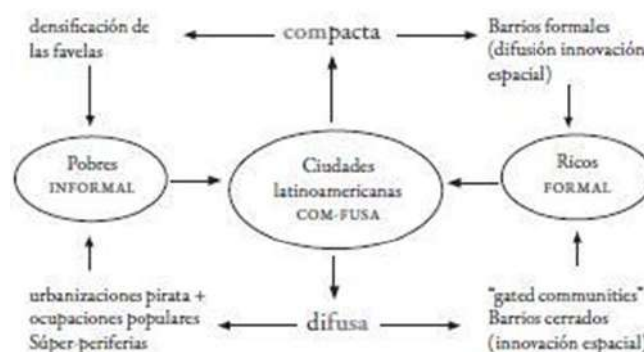 densificación de
las favelas
compacta
Barrios formales
(difusión innovación
espacial)
Pobres
INFORMAL
Ciudades
latinoamericanas
COM-FUSA
Ricos
FORMAL
urbanizaciones pirata +
ocupaciones populares
Súper-periferias
difusa
"gated communities"
Barrios cerrados
(innovación espacial)